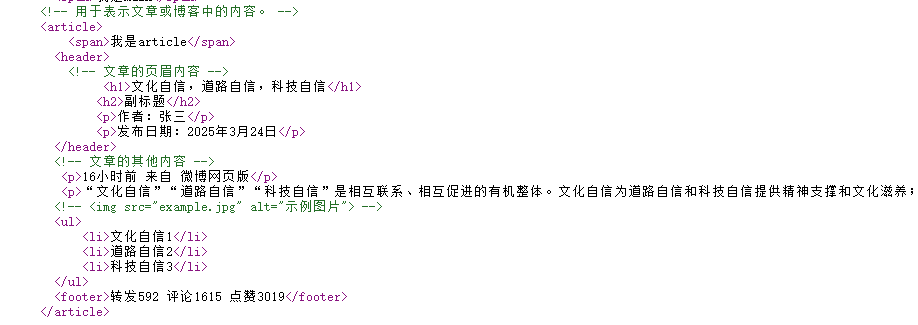 <!-- 用于表示文章或博客中的内容。 -->
<article>
<span>我是article</span>
<header>
<!-- 文章的页眉内容 -->
<h1>文化自信，道路自信，科技自信</h1>
<h2>副标题</h2>
<p>作者：张三</p>
<p>发布日期：2025年3月24日</p>
</header>
<!-- 文章的其他内容 -->
<p>16小时前 来自 微博网页版</p>
<p>“文化自信”“道路自信”“科技自信”是相互联系、相互促进的有机整体。文化自信为道路自信和科技自信提供精神支撑和文化滋养；
<!-- <img src="example.jpg" alt="示例图片"> -->
<ul>
<li>文化自信1</li>
<li>道路自信2</li>
<li>科技自信3</li>
</ul>
<footer>转发592 评论1615 点赞3019</footer>
</article>